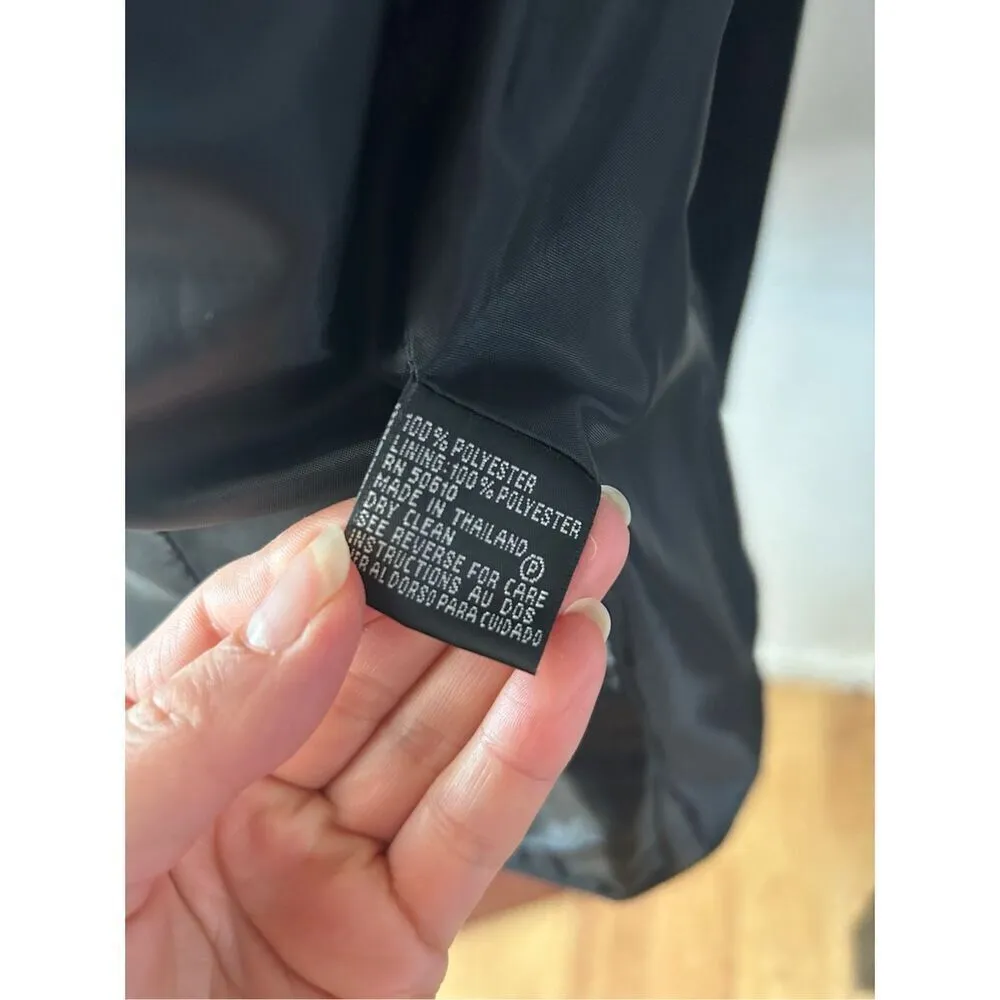 100% POLYESTER
LINING:100% POLYESTER
RN 50610
MADE IN THAILAND
DRY CLEAN Ⓟ
SEE REVERSE FOR CARE
INSTRUCTIONS AU DOS
AL DORSO PARA CUIDADO